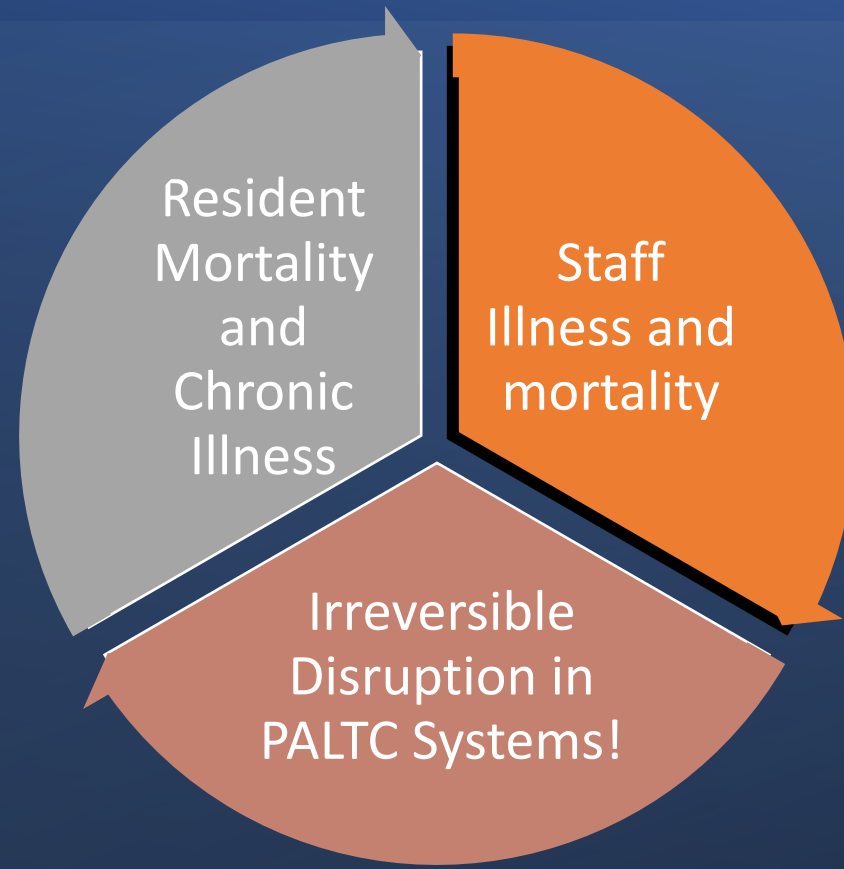 Resident
Mortality
and
Chronic
Illness
Staff
Illness and
mortality
Irreversible
Disruption in
PALTC Systems!